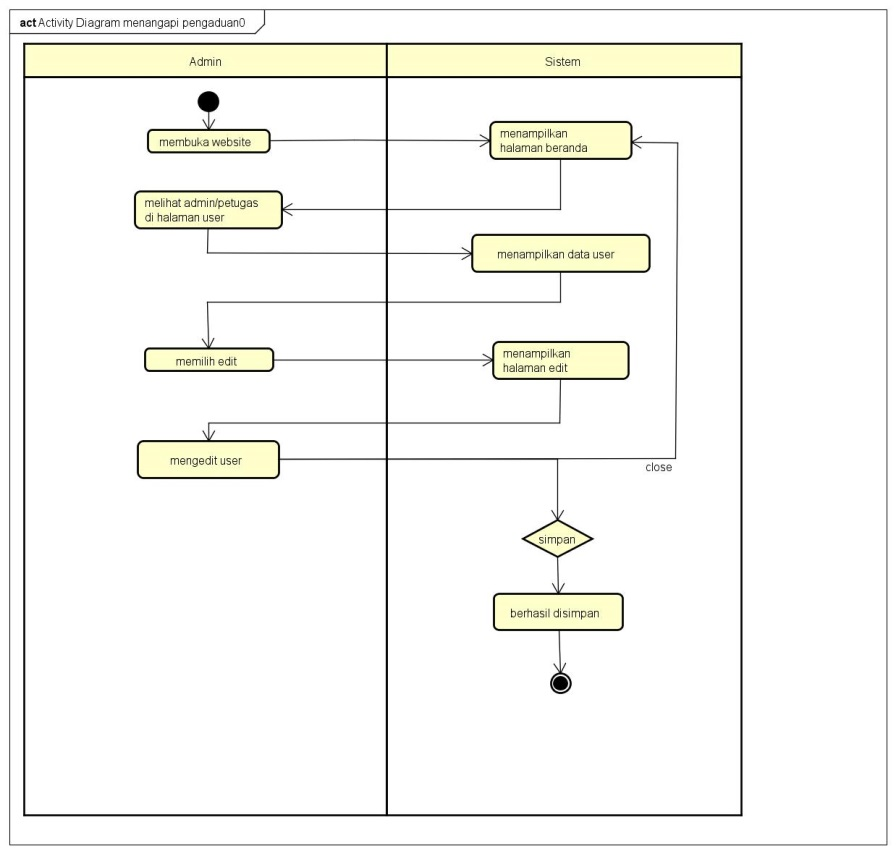 act Activity Diagram menangapi pengaduan0
Admin
Sistem
membuka website
menampilkan
halaman beranda
melihat admin/petugas
di halaman user
menampilkan data user
memilih edit
menampilkan
halaman edit
mengedit user
close
simpan
berhasil disimpan